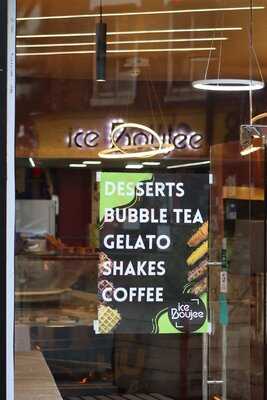 ice Boujee
DESSERTS
BUBBLE TEA
GELATO
SHAKES
COFFEE
ice
Boujee